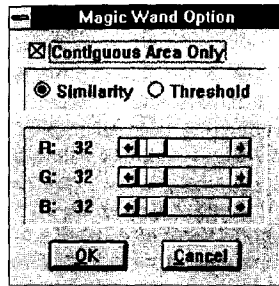 Magic Wand Option
Contiguous Area Only
Similarity Threshold
R: 32
G: 32
B: 32
OK Cancel